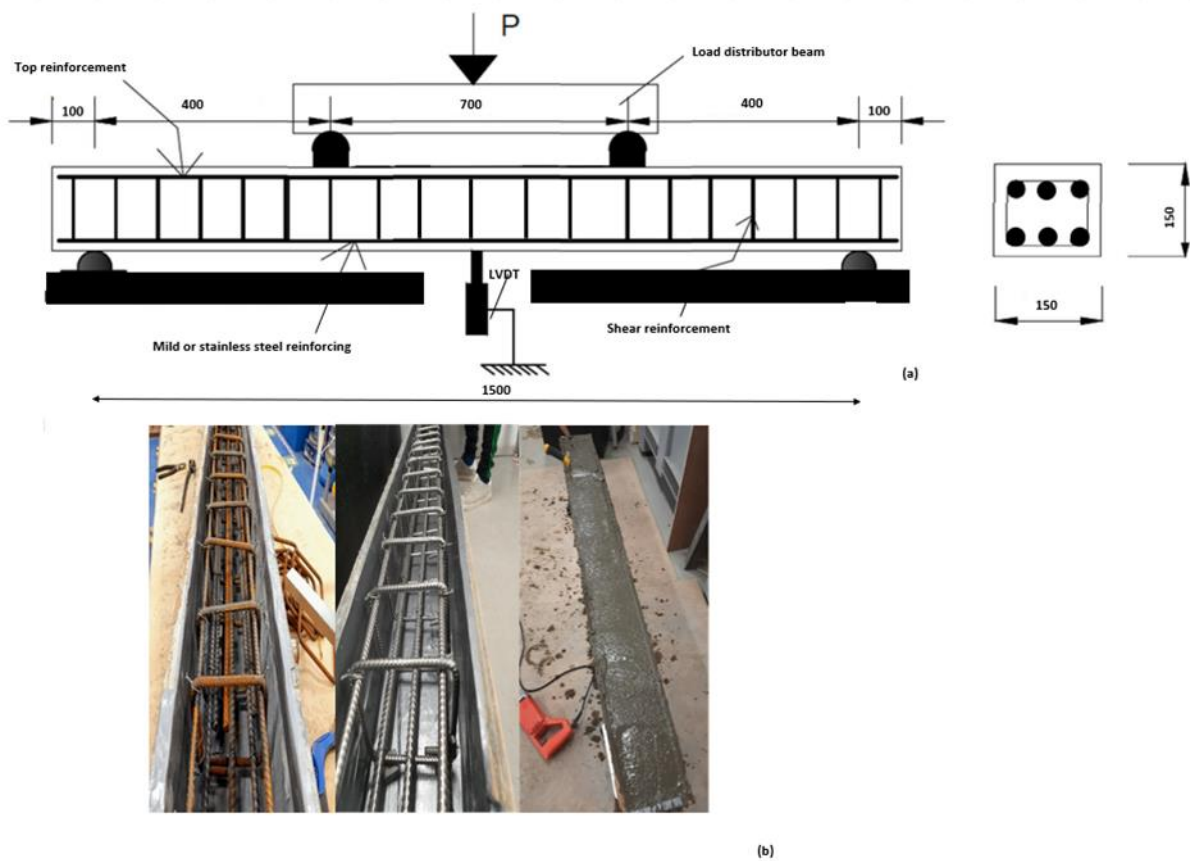 P
Load distributor beam
Top reinforcement
100
400
700
400
100
150
150
LVDT
Mild or stainless steel reinforcing
Shear reinforcement
(a)
1500
(b)